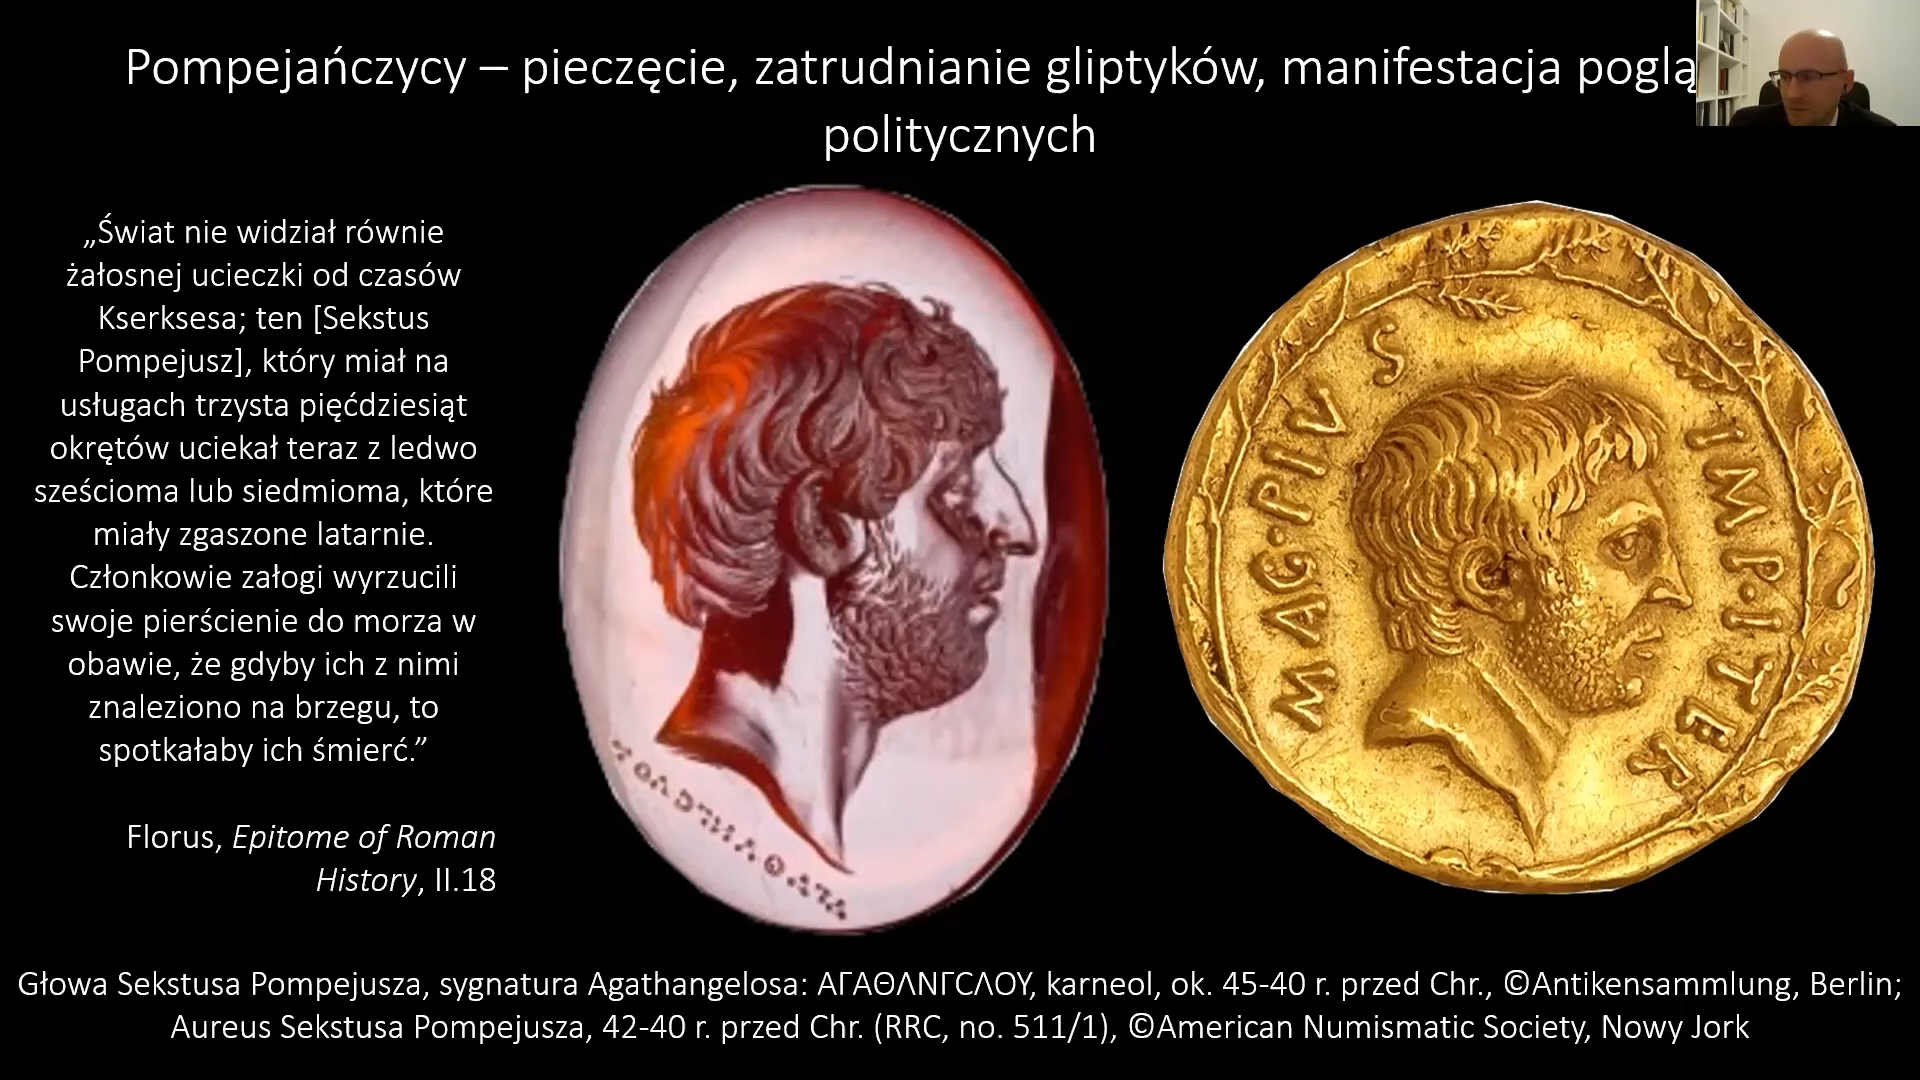 Pompejańczycy – pieczęcie, zatrudnianie gliptyków, manifestacja
politycznych
„Świat nie widział równie
żałosnej ucieczki od czasów
Kserksesa; ten [Sekstus
Pompejusz], który miał na
usługach trzysta pięćdziesiąt
okrętów uciekał teraz z ledwo
sześcioma lub siedmioma, które
miały zgaszone latarnie.
Członkowie załogi wyrzucili
swoje pierścienie do morza w
obawie, że gdyby ich z nimi
znaleziono na brzegu, to
spotkałaby ich śmierć.”
Florus, Epitome of Roman
History, II.18
MAG·PIVS
IMP·ITER
Głowa Sekstusa Pompejusza, sygnatura Agathangelosa: ΑΓΑΘΛΝΓCΛΟΥ, karneol, ok. 45-40 r. przed Chr., ©Antikensammlung, Berlin;
Aureus Sekstusa Pompejusza, 42-40 r. przed Chr. (RRC, no. 511/1), ©American Numismatic Society, Nowy Jork